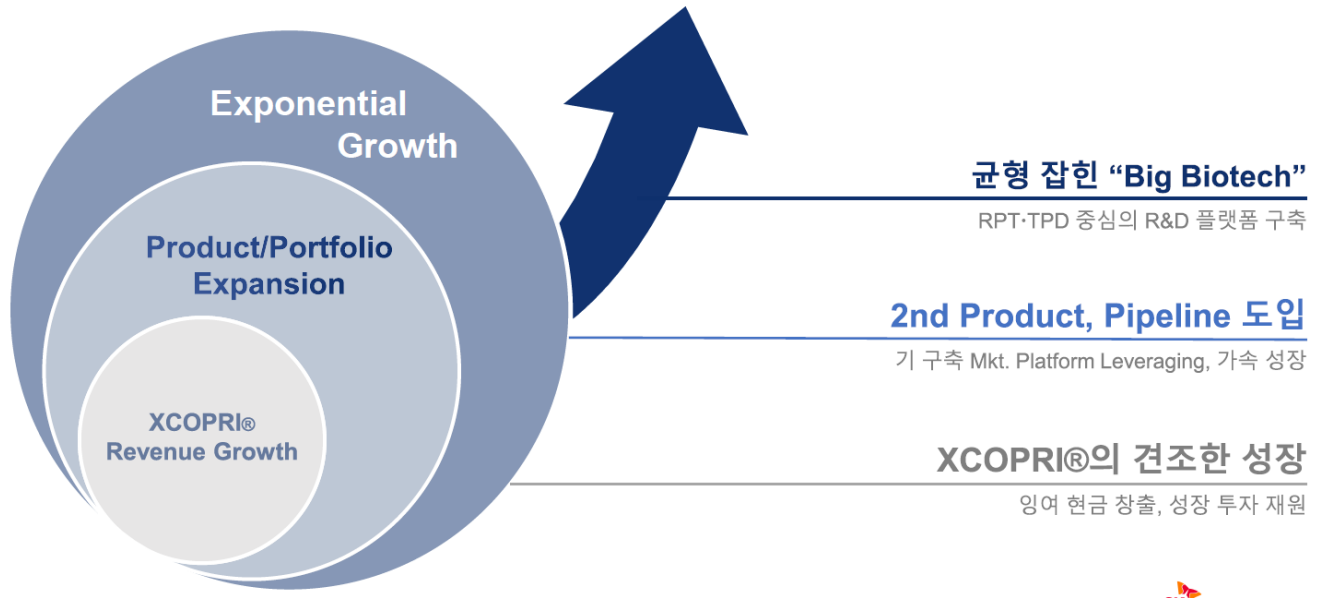 Exponential
Growth
Product/Portfolio
Expansion
XCOPRI®
Revenue Growth
균형 잡힌 “Big Biotech”
RPT·TPD 중심의 R&D 플랫폼 구축
2nd Product, Pipeline 도입
기 구축 Mkt. Platform Leveraging, 가속 성장
XCOPRI®의 견조한 성장
잉여 현금 창출, 성장 투자 재원